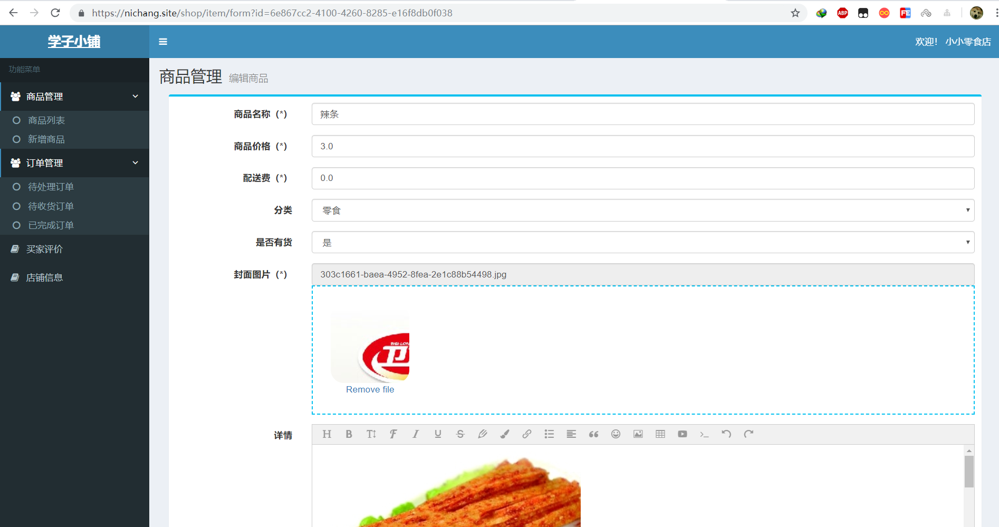 https://nichang.site/shop/item/form?id=6e867cc2-4100-4260-8285-e16f8db0f038
ABP
FE
学子小铺
欢迎! 小小零食店
功能菜单
商品管理
商品列表
新增商品
订单管理
待处理订单
待收货订单
已完成订单
买家评价
店铺信息
商品管理 编辑商品
商品名称（*） 辣条
商品价格（*） 3.0
配送费（*） 0.0
分类 零食
是否有货 是
封面图片（*） 303c1661-baea-4952-8fea-2e1c88b54498.jpg
Remove file
详情